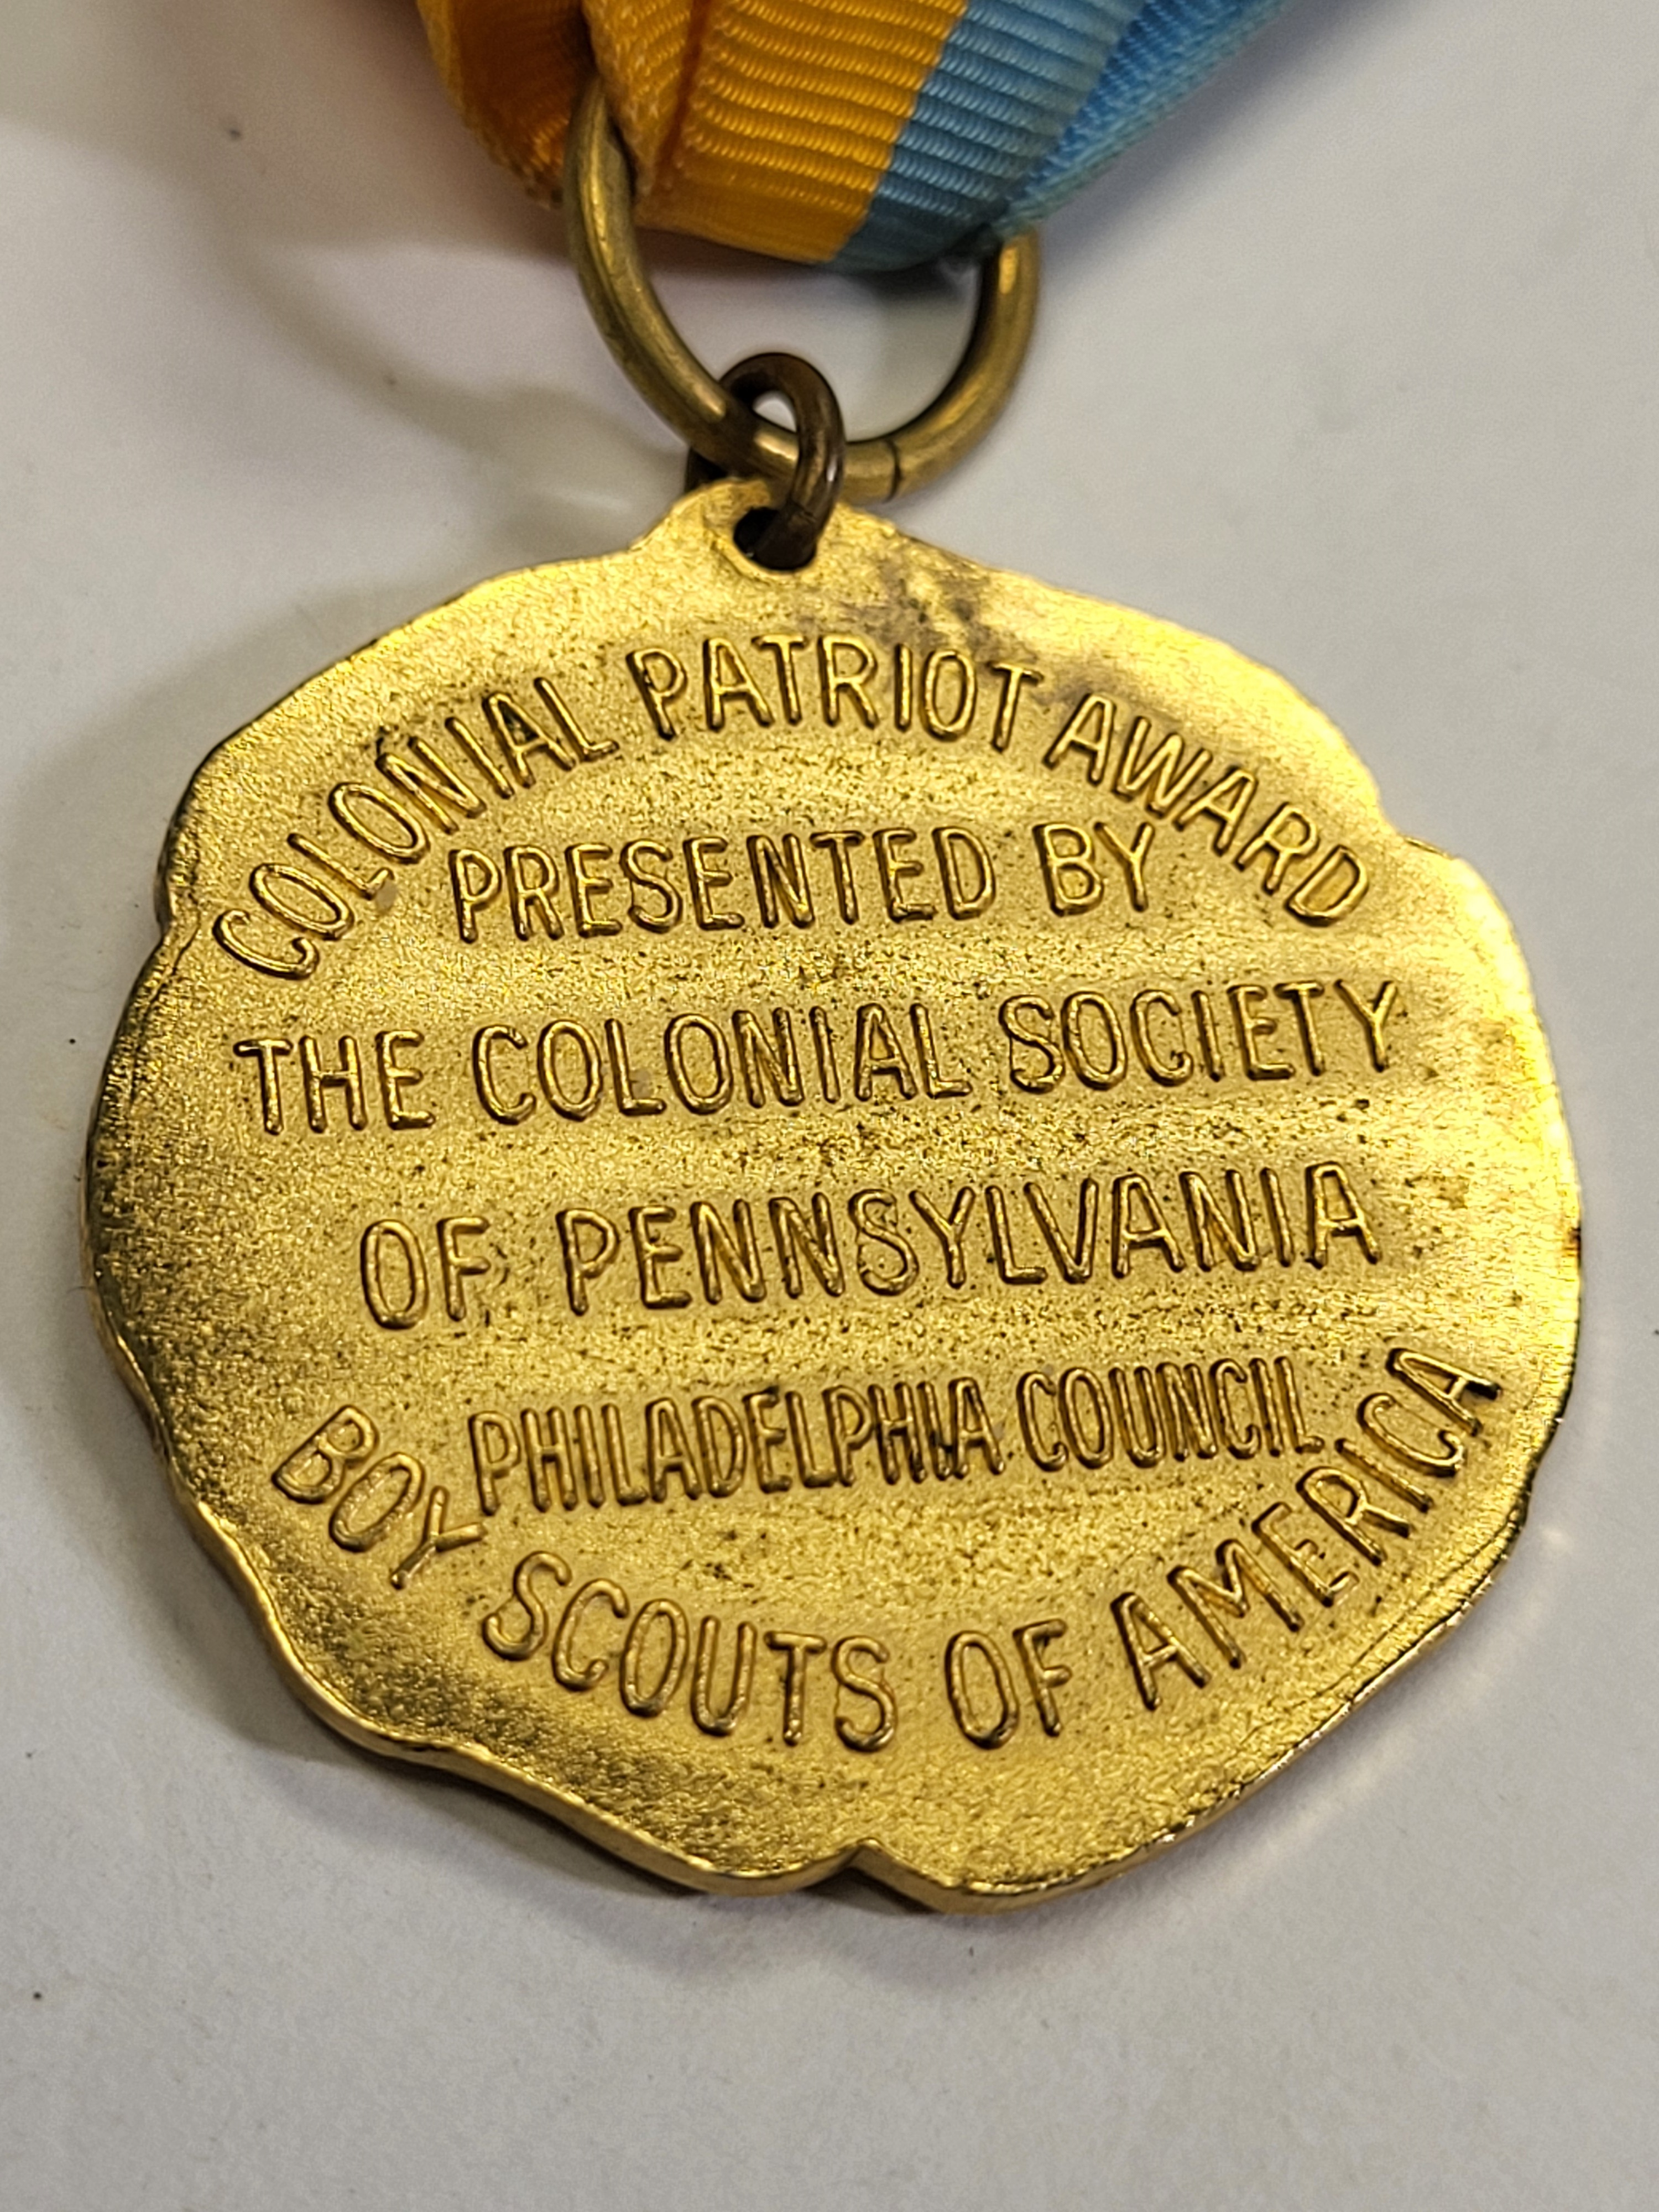 COLONIAL PATRIOT AWARD
PRESENTED BY
THE COLONIAL SOCIETY
OF PENNSYLVANIA
PHILADELPHIA COUNCIL
BOY SCOUTS OF AMERICA